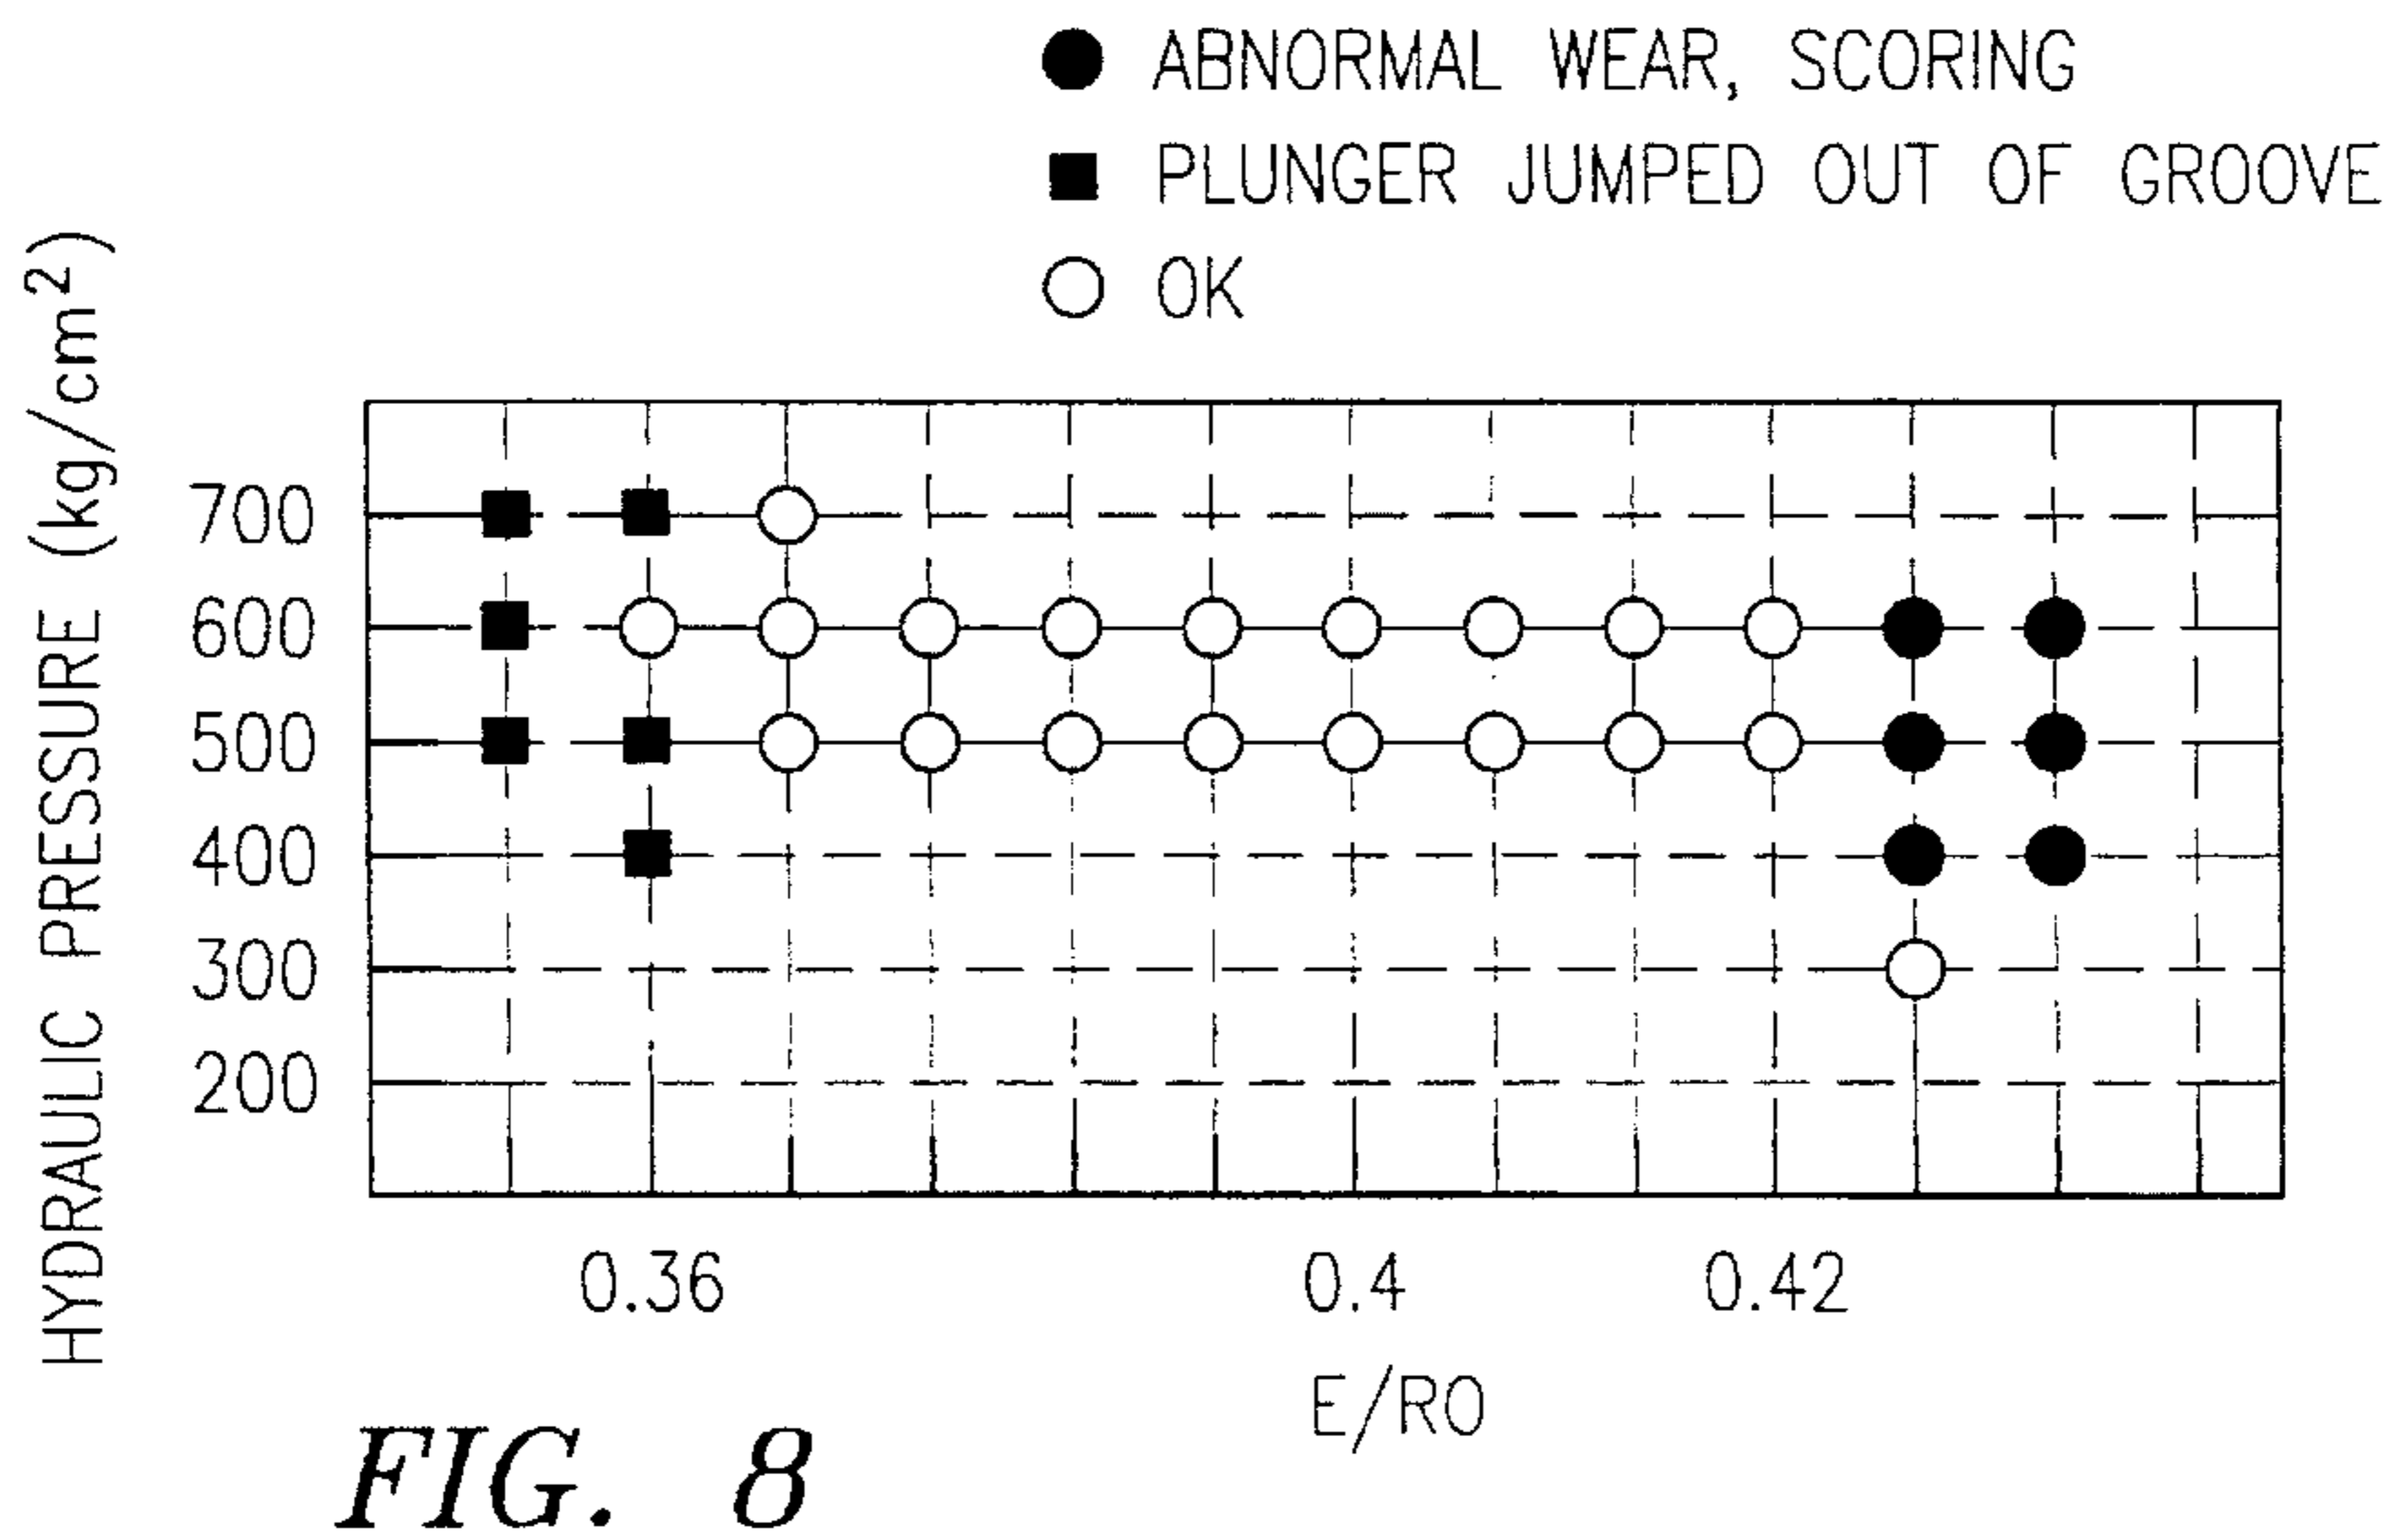 ABNORMAL WEAR, SCORING
PLUNGER JUMPED OUT OF GROOVE
OK
HYDRAULIC PRESSURE (kg/cm²)
700
600
500
400
300
200
0.36 0.4 0.42
E/RO
FIG. 8